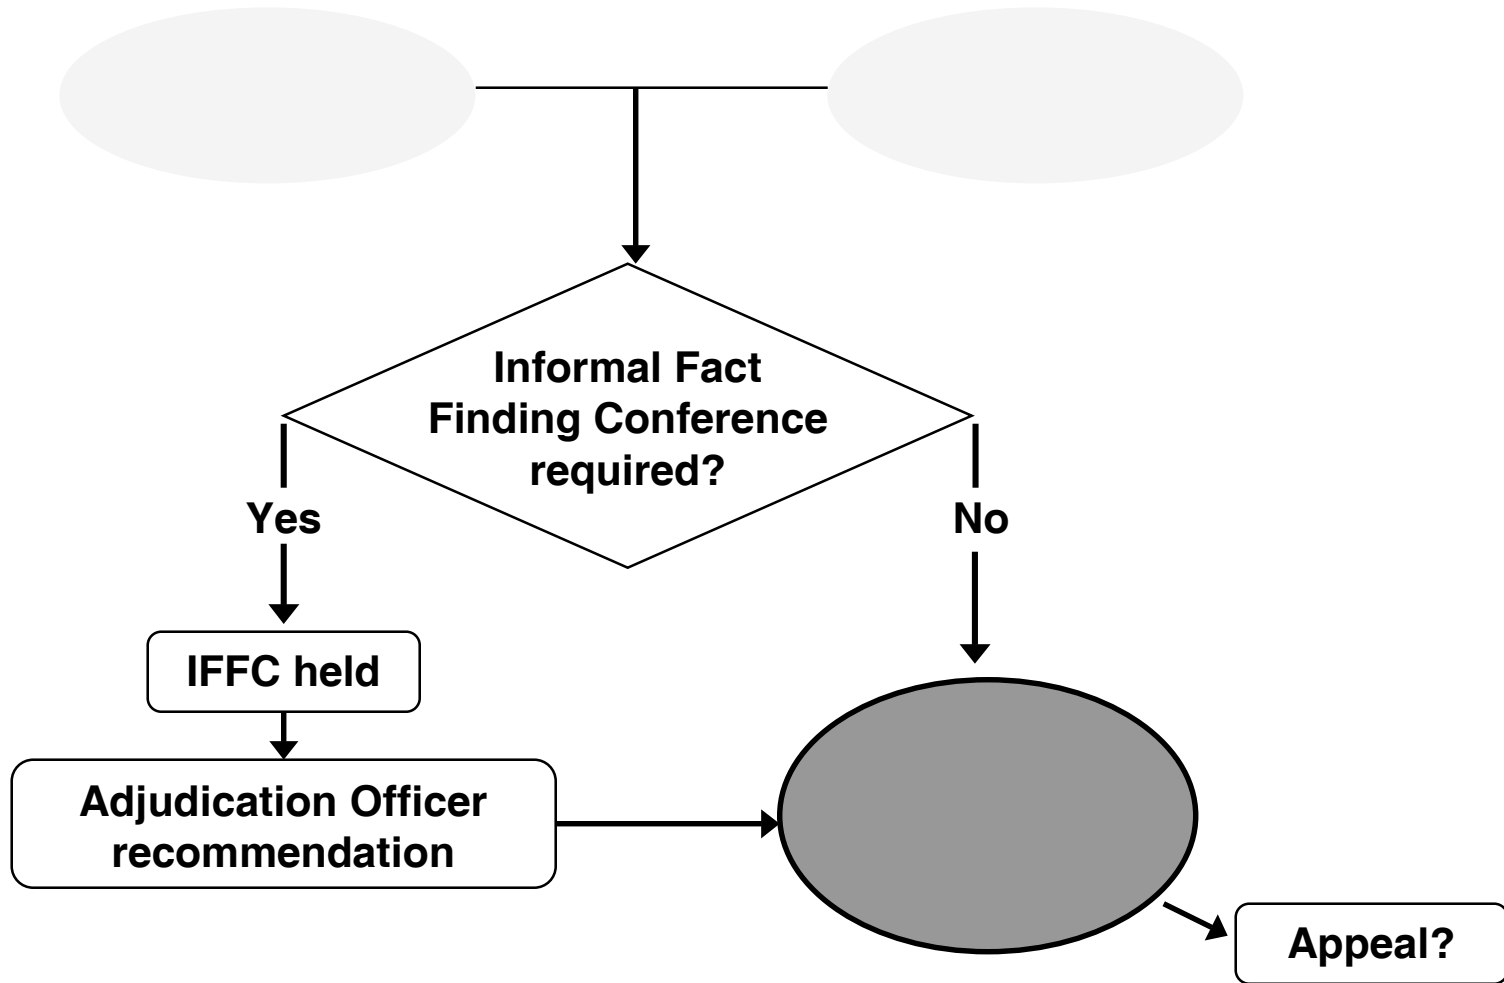 Informal Fact
Finding Conference
required?
Yes
No
IFFC held
Adjudication Officer
recommendation
Appeal?